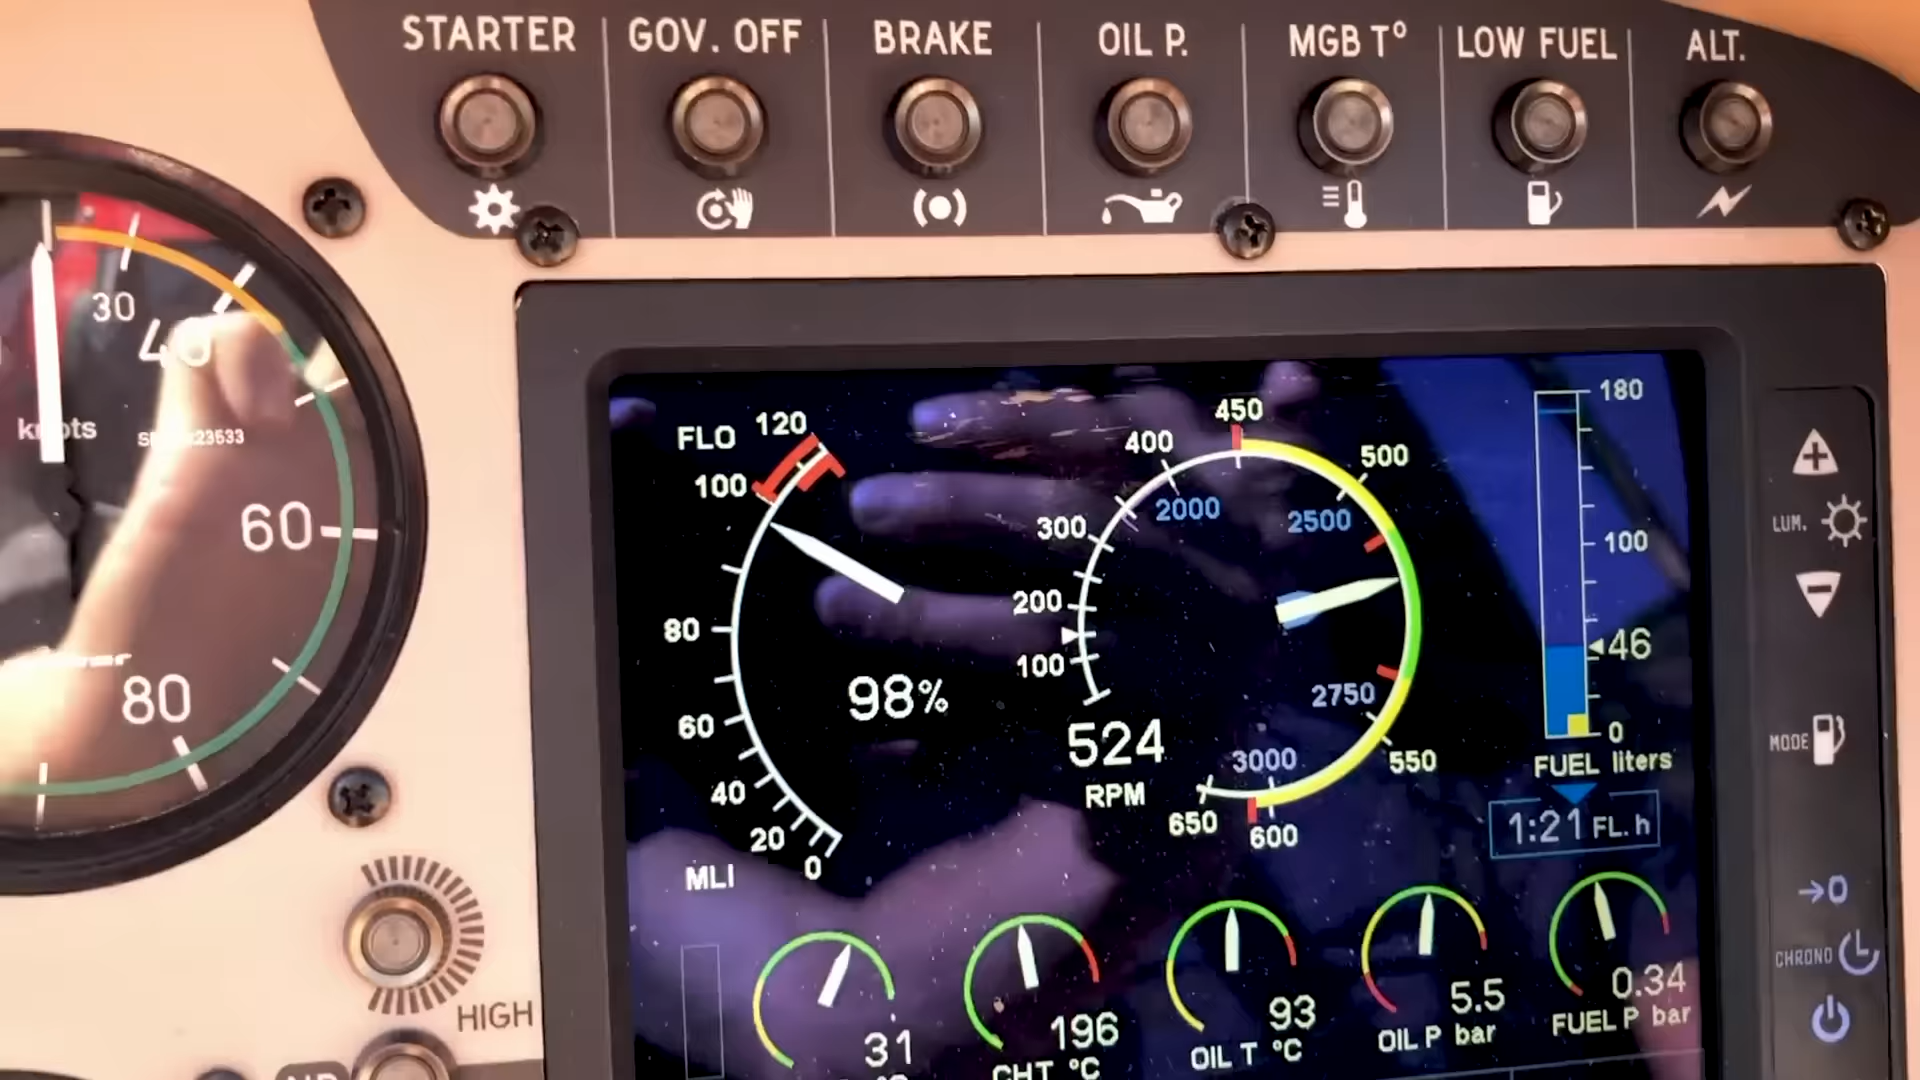 STARTER
GOV. OFF
BRAKE
OIL P.
MGB T°
LOW FUEL
ALT.
30
40
knots
60
80
HIGH
FLO
120
100
80
60
40
20
0
MLI
98%
450
400
500
300
200
100
2000
2500
2750
3000
550
600
650
524
RPM
180
100
46
0
FUEL liters
1:21 FL. h
31
196
CHT °C
93
OIL T °C
5.5
OIL P bar
0.34
FUEL P bar
LUM.
MODE
→0
CHRONO